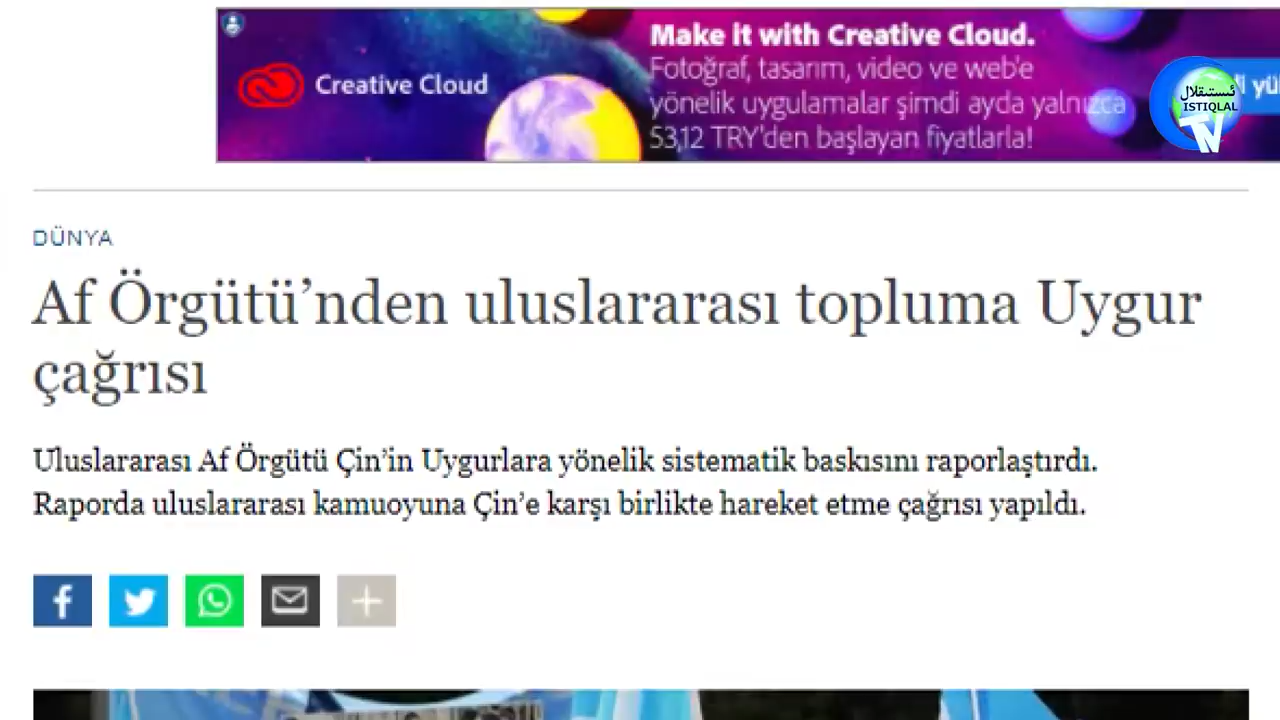 Creative Cloud
Make it with Creative Cloud.
Fotoğraf, tasarım, video ve web'e
yönelik uygulamalar şimdi ayda yalnızca
53,12 TRY'den başlayan fiyatlarla!
ئىستىقلال
ISTIQLAL
TV
DÜNYA
Af Örgütü’nden uluslararası topluma Uygur
çağrısı
Uluslararası Af Örgütü Çin’in Uygurlara yönelik sistematik baskısını raporlaştırdı.
Raporda uluslararası kamuoyuna Çin’e karşı birlikte hareket etme çağrısı yapıldı.